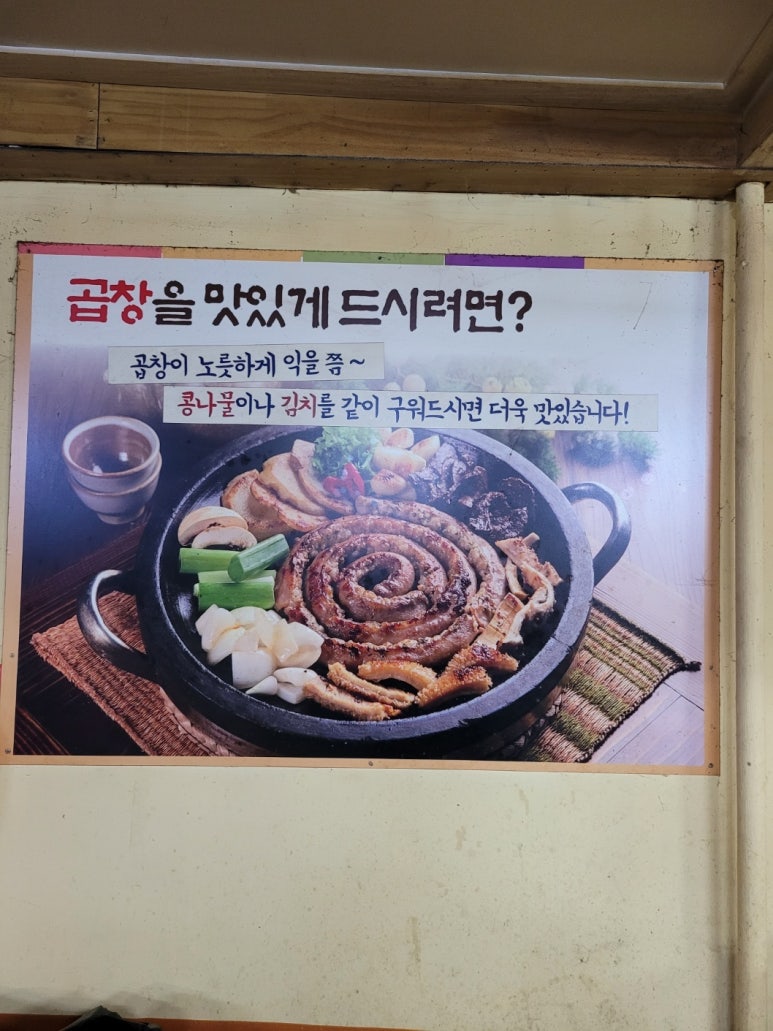 곱창을 맛있게 드시려면?
곱창이 노릇하게 익을 쯤~
콩나물이나 김치를 같이 구워드시면 더욱 맛있습니다!